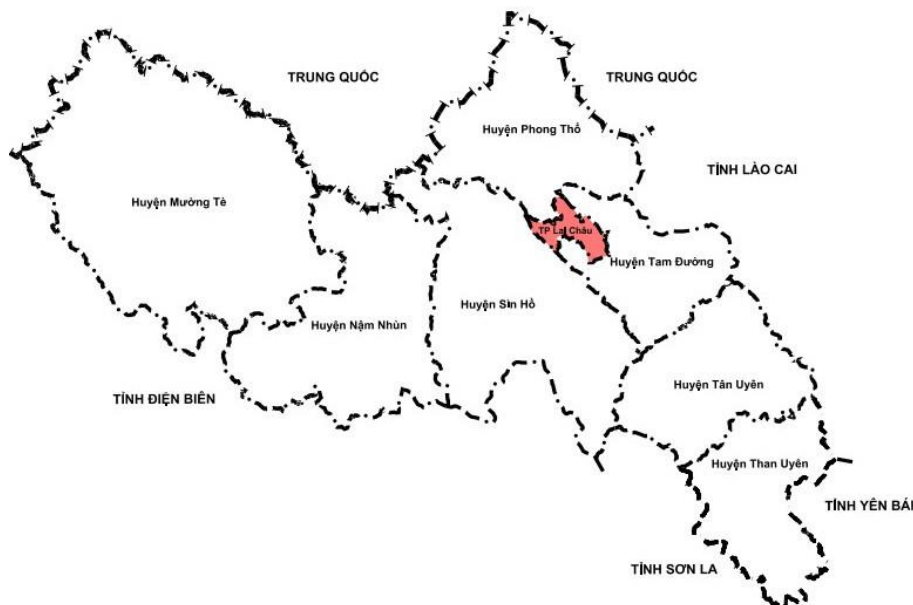 TRUNG QUỐC
TRUNG QUỐC
Huyện Phong Thổ
TỈNH LÀO CAI
Huyện Mường Tè
TP Lai Châu
Huyện Tam Đường
Huyện Sìn Hồ
Huyện Nậm Nhùn
Huyện Tân Uyên
TỈNH ĐIỆN BIÊN
Huyện Than Uyên
TỈNH YÊN BÁI
TỈNH SƠN LA